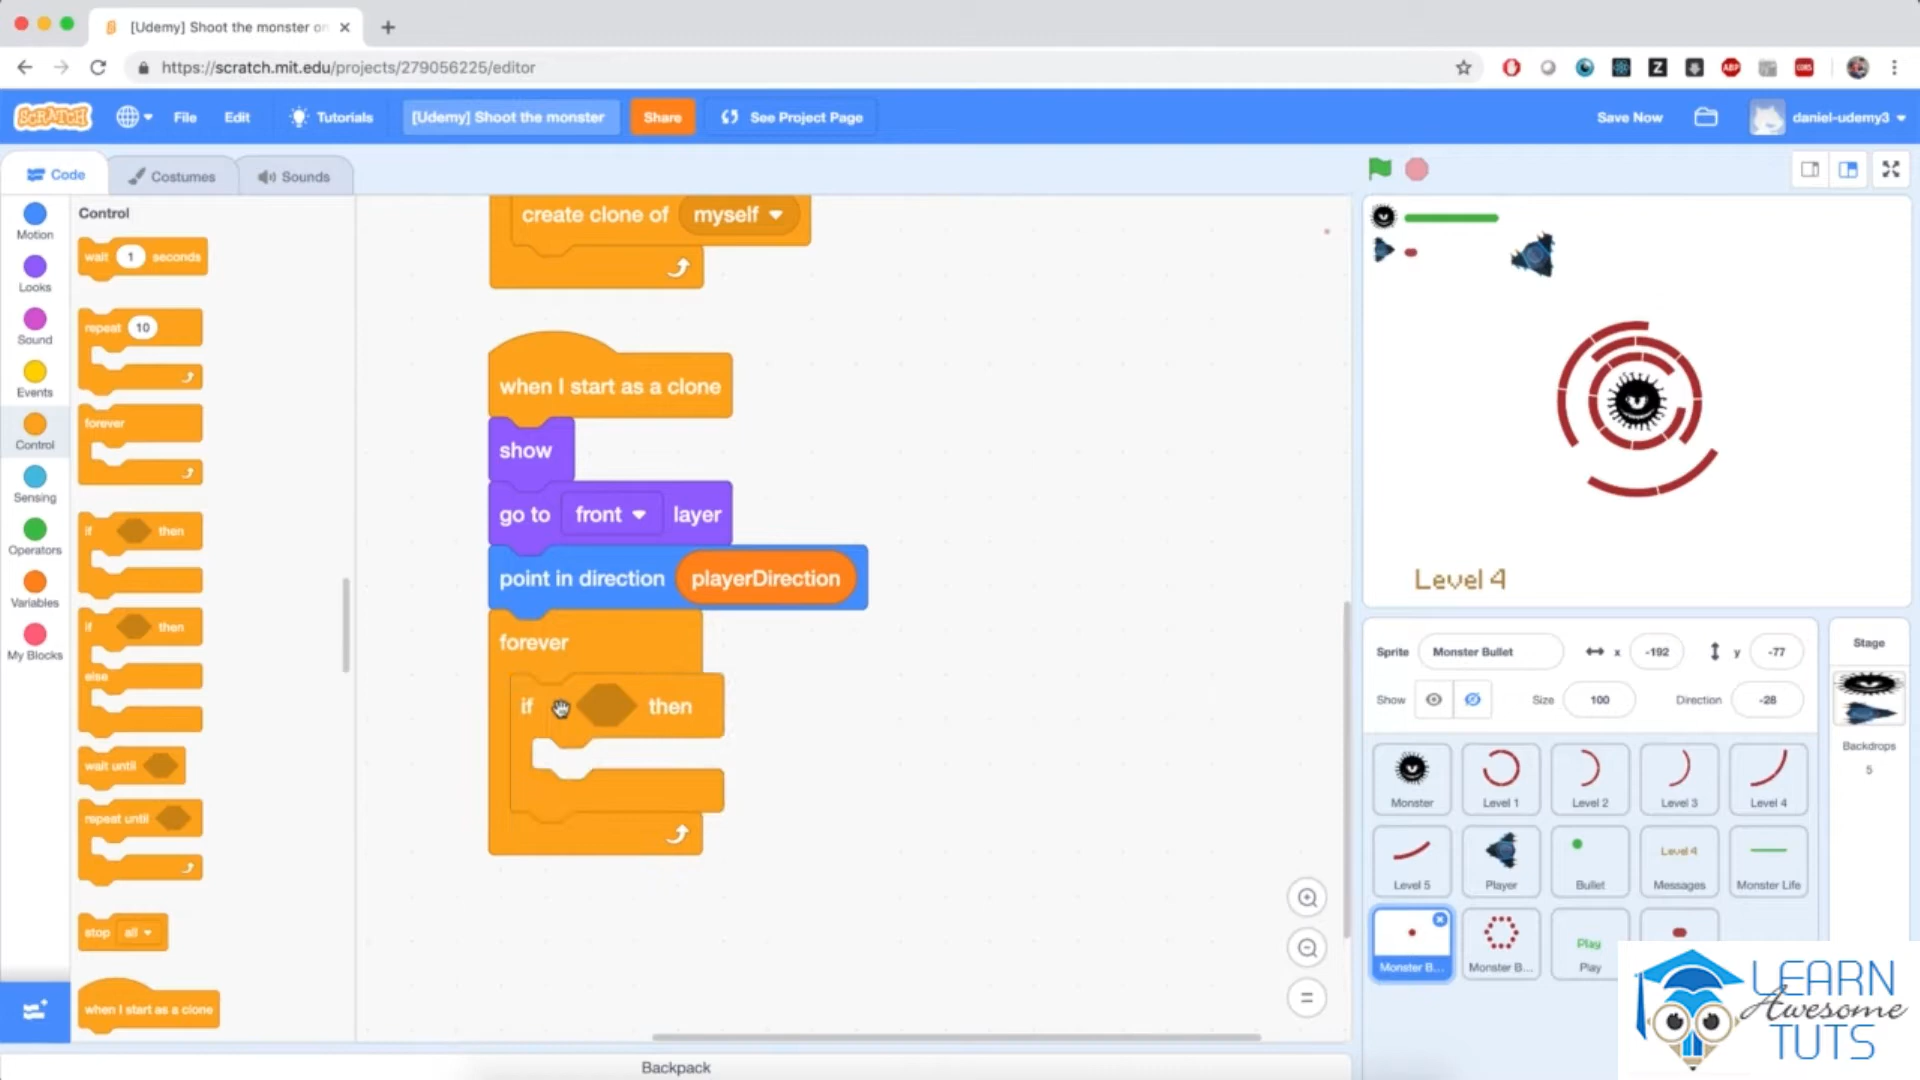 [Udemy] Shoot the monster on
https://scratch.mit.edu/projects/279056225/editor
Z
ABP
CORS
SCRATCH
File
Edit
Tutorials
[Udemy] Shoot the monster
Share
See Project Page
Save Now
daniel-udemy3
Code
Costumes
Sounds
Motion
Looks
Sound
Events
Control
Sensing
Operators
Variables
My Blocks
Control
wait 1 seconds
repeat 10
forever
if then
if then
else
wait until
repeat until
stop all
when I start as a clone
create clone of myself
when I start as a clone
show
go to front layer
point in direction playerDirection
forever
if then
Backpack
Level 4
Sprite Monster Bullet x -192 y -77
Show Size 100 Direction -28
Monster
Level 1
Level 2
Level 3
Level 4
Level 5
Player
Bullet
Level 4
Messages
Monster Life
Monster B...
Monster B...
Play
Play
Stage
Backdrops
5
LEARN
Awesome
TUTS